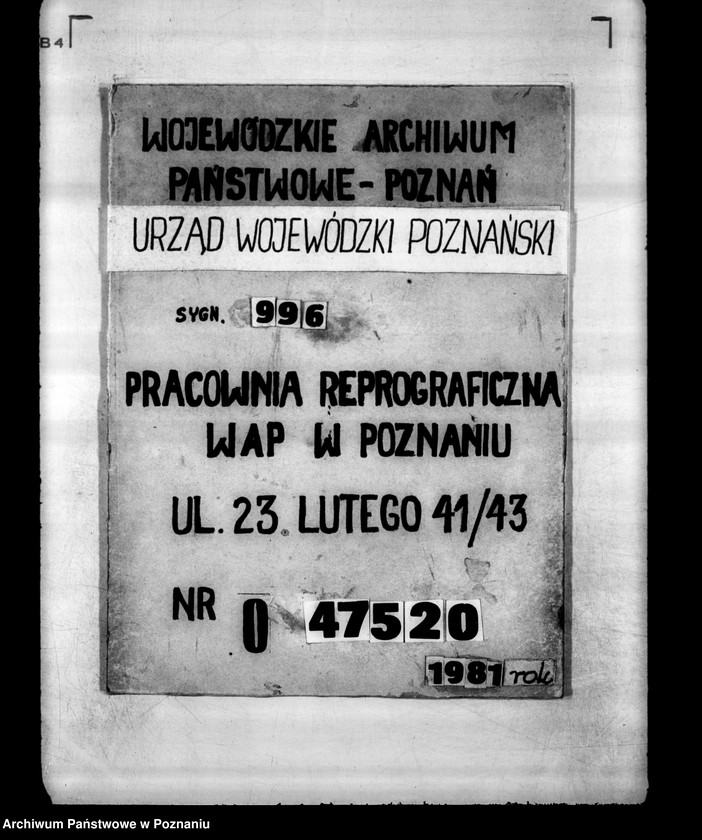 B4
WOJEWÓDZKIE ARCHIWUM
PAŃSTWOWE - POZNAŃ
URZĄD WOJEWÓDZKI POZNAŃSKI
SYGN. 996
PRACOWNIA REPROGRAFICZNA
WAP W POZNANIU
UL. 23. LUTEGO 41/43
NR 0 47520
1981 rok
Archiwum Państwowe w Poznaniu